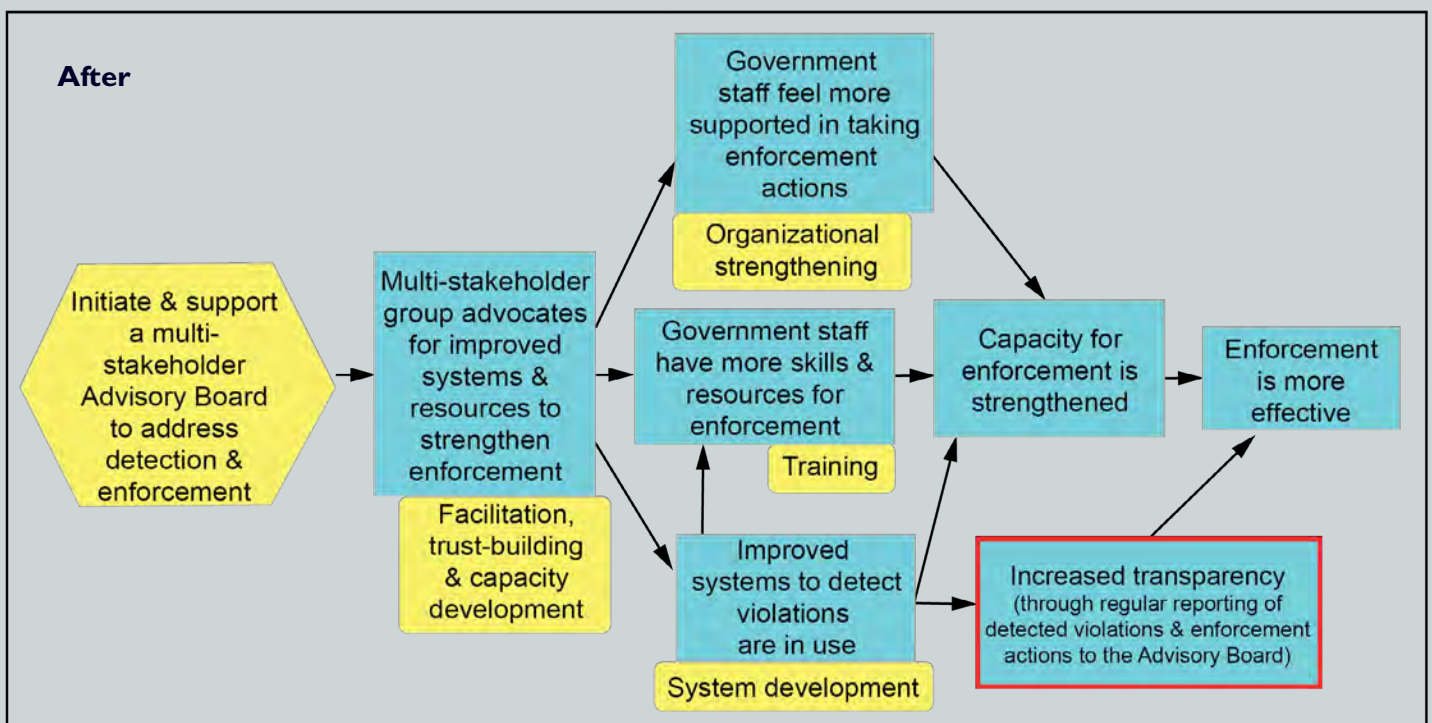 After
Initiate & support
a multi-
stakeholder
Advisory Board
to address
detection &
enforcement
Multi-stakeholder
group advocates
for improved
systems &
resources to
strengthen
enforcement
Facilitation,
trust-building
& capacity
development
Government
staff feel more
supported in taking
enforcement
actions
Organizational
strengthening
Government staff
have more skills &
resources for
enforcement
Training
Improved
systems to detect
violations
are in use
System development
Capacity for
enforcement is
strengthened
Increased transparency
(through regular reporting of
detected violations & enforcement
actions to the Advisory Board)
Enforcement
is more
effective